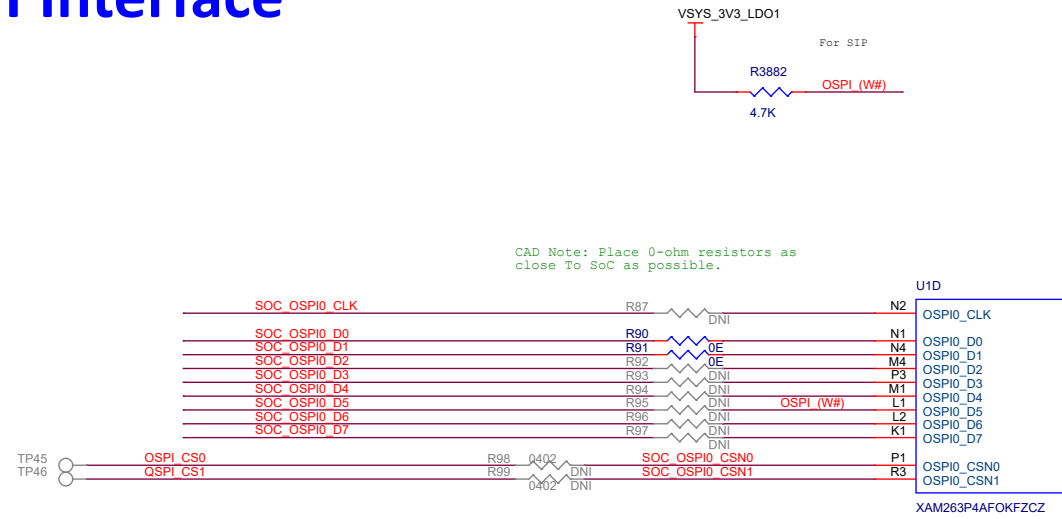 Interface
VSYS_3V3_LDO1
For SIP
R3882
OSPI_(W#)
4.7K
CAD Note: Place 0-ohm resistors as
close To SoC as possible.
U1D
SOC_OSPI0_CLK R87 DNI N2 OSPI0_CLK
SOC_OSPI0_D0 R90 0E N1 OSPI0_D0
SOC_OSPI0_D1 R91 0E N4 OSPI0_D1
SOC_OSPI0_D2 R92 DNI M4 OSPI0_D2
SOC_OSPI0_D3 R93 DNI P3 OSPI0_D3
SOC_OSPI0_D4 R94 DNI M1 OSPI0_D4
SOC_OSPI0_D5 R95 DNI OSPI_(W#) L1 OSPI0_D5
SOC_OSPI0_D6 R96 DNI L2 OSPI0_D6
SOC_OSPI0_D7 R97 DNI K1 OSPI0_D7
TP45 OSPI_CS0 R98 0402 DNI SOC_OSPI0_CSN0 P1 OSPI0_CSN0
TP46 QSPI_CS1 R99 0402 DNI SOC_OSPI0_CSN1 R3 OSPI0_CSN1
XAM263P4AFOKFZCZ